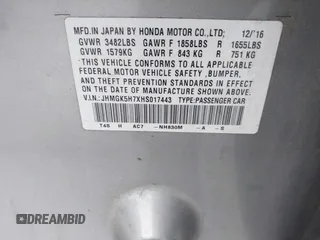 MFD. IN JAPAN BY HONDA MOTOR CO.,LTD. 12/'16
GVWR 3482LBS GAWR F 1858LBS R 1655LBS
GVWR 1579KG GAWR F 843 KG R 751 KG
THIS VEHICLE CONFORMS TO ALL APPLICABLE
FEDERAL MOTOR VEHICLE SAFETY ,BUMPER,
AND THEFT PREVENTION STANDARDS IN EFFECT
ON THE DATE OF MANUFACTURE SHOWN ABOVE.
V.I.N.: JHMGK5H7XHS017443 TYPE:PASSENGER CAR
T4S H AC7 NH830M -A -S
DREAMBID